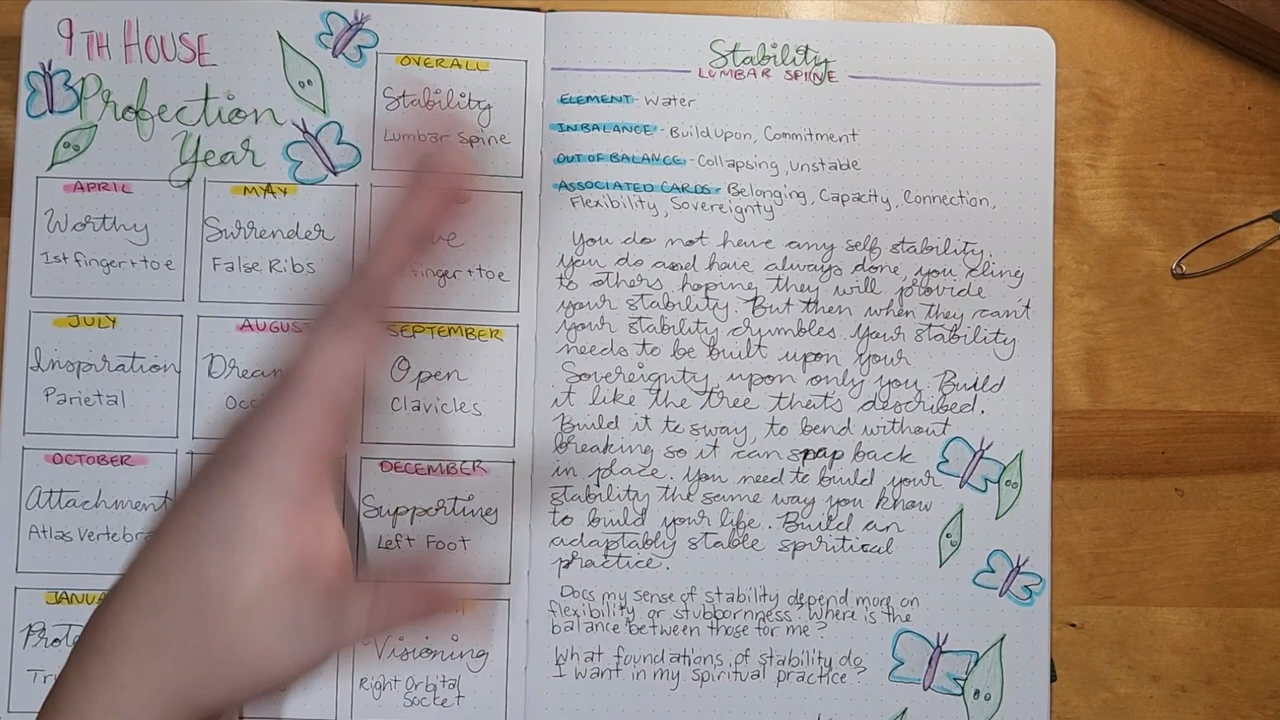 9TH HOUSE
Profection
Year
OVERALL
Stability
Lumbar Spine
APRIL
Worthy
1st finger + toe
MAY
Surrender
False Ribs
finger + toe
JULY
Inspiration
Parietal
AUGUST
SEPTEMBER
Open
Clavicles
OCTOBER
Attachment
Atlas
DECEMBER
Supporting
Left Foot
Visioning
Right Orbital
Socket
Stability
LUMBAR SPINE
ELEMENT - Water
IN BALANCE - Build Upon, Commitment
OUT OF BALANCE - Collapsing, unstable
ASSOCIATED CARDS - Belonging, Capacity, Connection,
Flexibility, Sovereignty
You do not have any self stability.
you do and have always done, you cling
to others hoping they will provide
your stability. But then when they can't
your stability crumbles. Your stability
needs to be built upon your
Sovereignty, upon only you. Build
it like the tree that's described.
Build it to sway, to bend without
breaking so it can snap back
in place. You need to build your
stability the same way you know
to build your life. Build an
adaptably stable spiritical
practice.
Does my sense of stability depend more on
flexibility or stubbornness. Where is the
balance between those for me?
What foundations of stability do
I want in my spiritual practice?